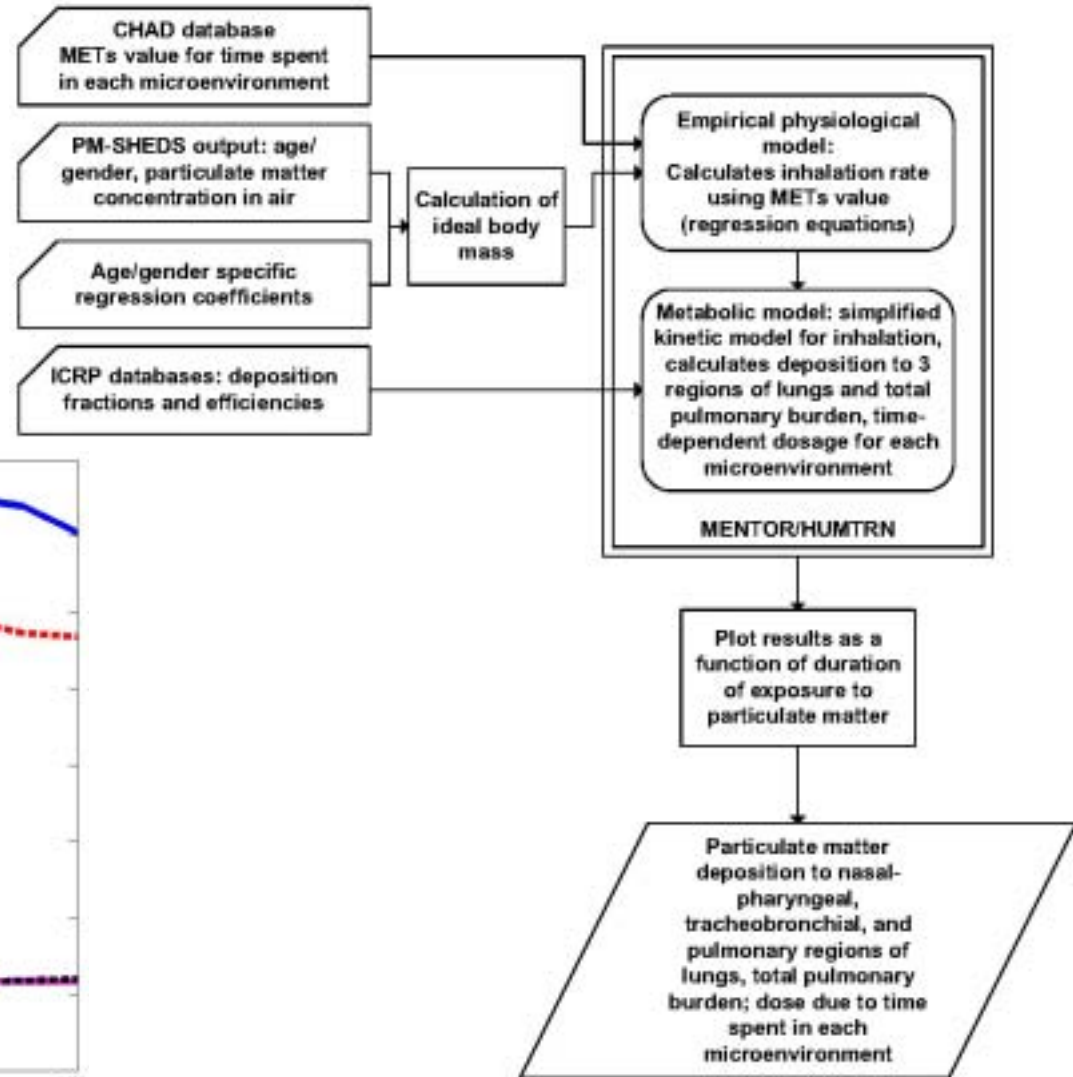 CHAD database
METs value for time spent
in each microenvironment
PM-SHEDS output: age/
gender, particulate matter
concentration in air
Age/gender specific
regression coefficients
ICRP databases: deposition
fractions and efficiencies
Calculation of
ideal body
mass
Empirical physiological
model:
Calculates inhalation rate
using METs value
(regression equations)
Metabolic model: simplified
kinetic model for inhalation,
calculates deposition to 3
regions of lungs and total
pulmonary burden, time-
dependent dosage for each
microenvironment
MENTOR/HUMTRN
Plot results as a
function of duration
of exposure to
particulate matter
Particulate matter
deposition to nasal-
pharyngeal,
tracheobronchial, and
pulmonary regions of
lungs, total pulmonary
burden; dose due to time
spent in each
microenvironment